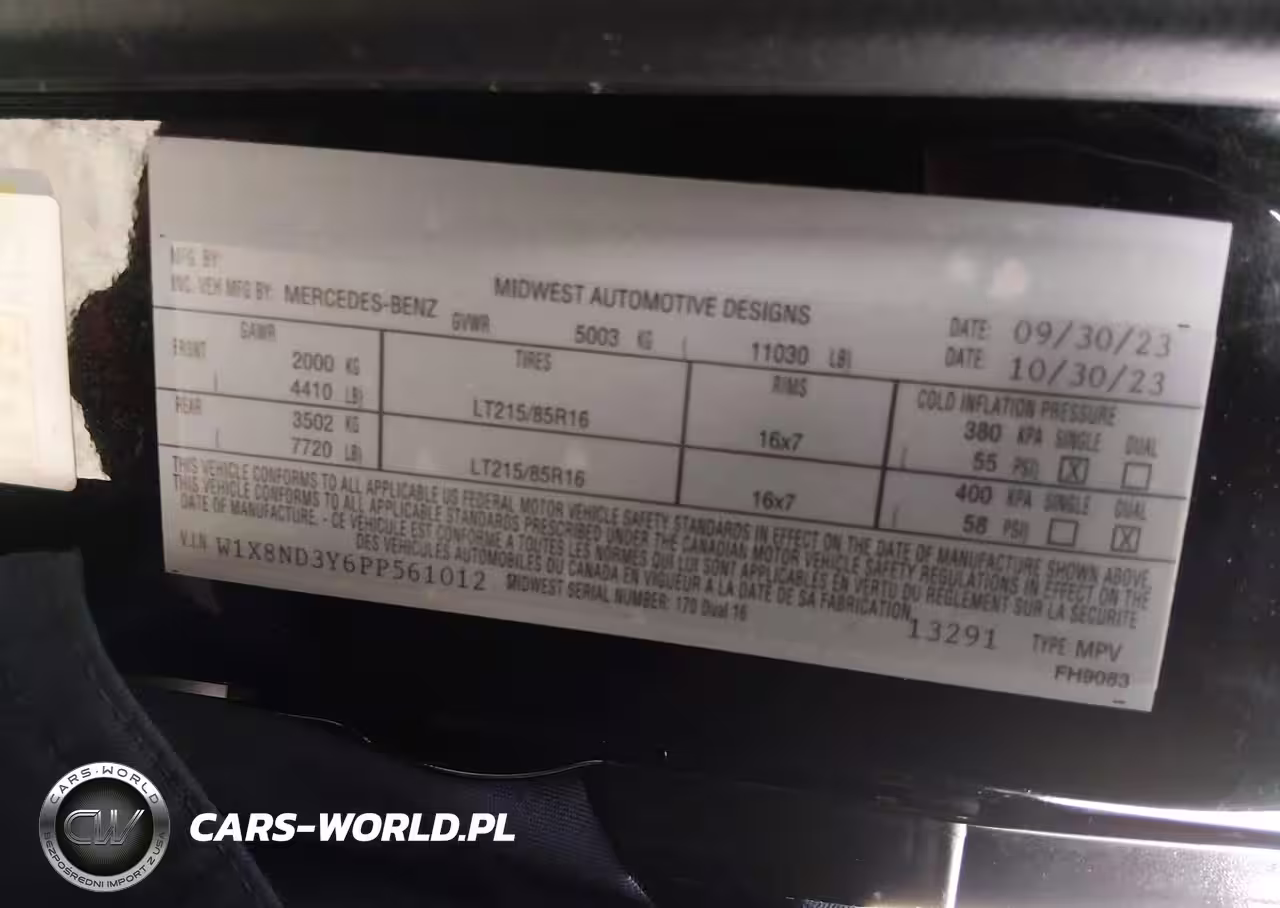 MFG BY:
INC. VEH MFG BY: MERCEDES-BENZ
MIDWEST AUTOMOTIVE DESIGNS
DATE: 09/30/23
DATE: 10/30/23
GAWR
GVWR 5003 KG ( 11030 LB)
FRONT 2000 KG
( 4410 LB)
TIRES
LT215/85R16
RIMS
16x7
COLD INFLATION PRESSURE
380 KPA SINGLE DUAL
( 55 PSI) X
REAR 3502 KG
( 7720 LB)
LT215/85R16
16x7
400 KPA SINGLE DUAL
( 58 PSI) X
THIS VEHICLE CONFORMS TO ALL APPLICABLE US FEDERAL MOTOR VEHICLE SAFETY STANDARDS IN EFFECT ON THE DATE OF MANUFACTURE SHOWN ABOVE.
THIS VEHICLE CONFORMS TO ALL APPLICABLE STANDARDS PRESCRIBED UNDER THE CANADIAN MOTOR VEHICLE SAFETY REGULATIONS IN EFFECT ON THE
DATE OF MANUFACTURE. - CE VÉHICULE EST CONFORME A TOUTES LES NORMES QUI LUI SONT APPLICABLES EN VERTU DU RÈGLEMENT SUR LA SÉCURITÉ
DES VÉHICULES AUTOMOBILES DU CANADA EN VIGUEUR A LA DATE DE SA FABRICATION.
V.I.N W1X8ND3Y6PP561012 MIDWEST SERIAL NUMBER: 170 Dual 16 13291 TYPE: MPV
FH9083
CARS-WORLD
CW
BEZPOŚREDNI IMPORT Z USA
CARS-WORLD.PL